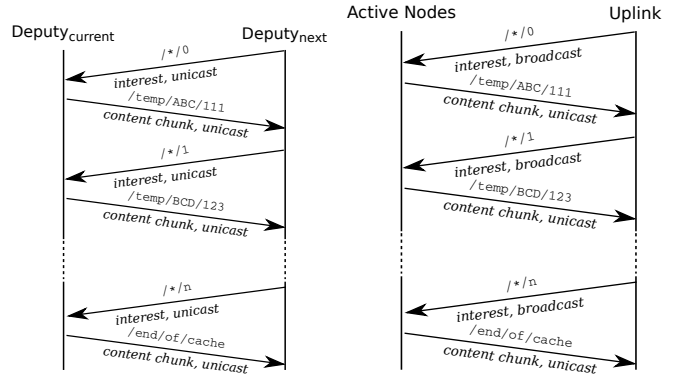 Deputycurrent
Deputynext
/*/0
interest, unicast
/temp/ABC/111
content chunk, unicast
/*/1
interest, unicast
/temp/BCD/123
content chunk, unicast
/*/n
interest, unicast
/end/of/cache
content chunk, unicast
Active Nodes
Uplink
/*/0
interest, broadcast
/temp/ABC/111
content chunk, unicast
/*/1
interest, broadcast
/temp/BCD/123
content chunk, unicast
/*/n
interest, broadcast
/end/of/cache
content chunk, unicast